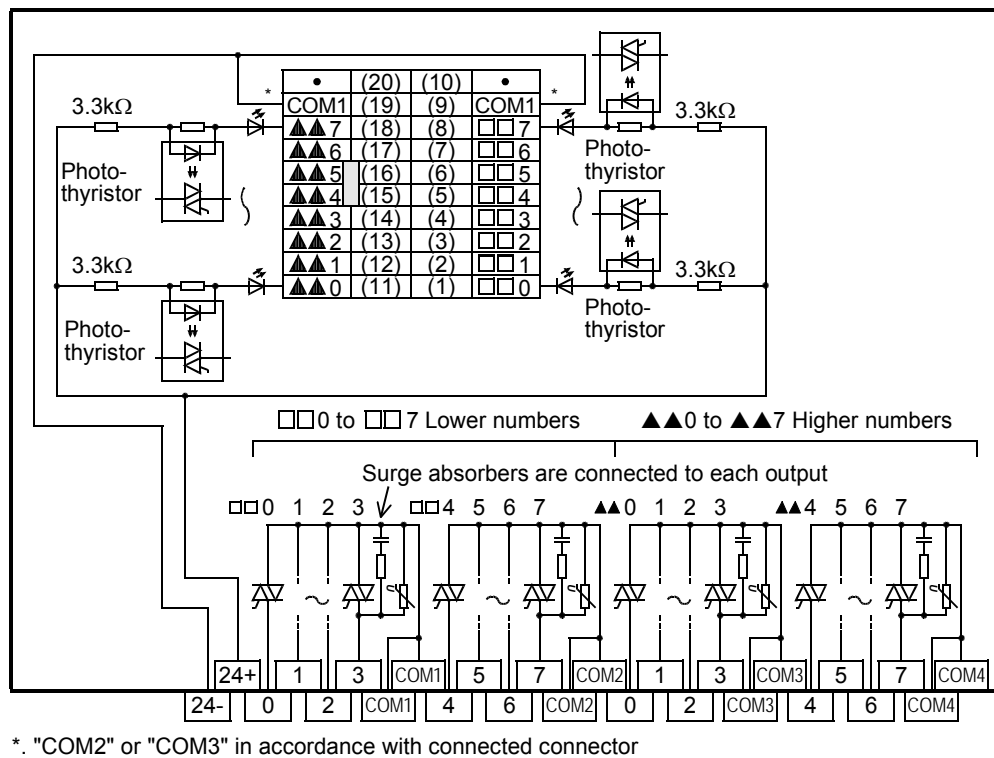 • (20) (10) •
* COM1 (19) (9) COM1 *
3.3kΩ ▲▲7 (18) (8) □□7 3.3kΩ
▲▲6 (17) (7) □□6
▲▲5 (16) (6) □□5
▲▲4 (15) (5) □□4
▲▲3 (14) (4) □□3
▲▲2 (13) (3) □□2
▲▲1 (12) (2) □□1
3.3kΩ ▲▲0 (11) (1) □□0 3.3kΩ
Photo-
thyristor
Photo-
thyristor
Photo-
thyristor
Photo-
thyristor
□□0 to □□7 Lower numbers ▲▲0 to ▲▲7 Higher numbers
Surge absorbers are connected to each output
□□0 1 2 3 □□4 5 6 7 ▲▲0 1 2 3 ▲▲4 5 6 7
24+ 1 3 COM1 5 7 COM2 1 3 COM3 5 7 COM4
24- 0 2 COM1 4 6 COM2 0 2 COM3 4 6 COM4
*. "COM2" or "COM3" in accordance with connected connector